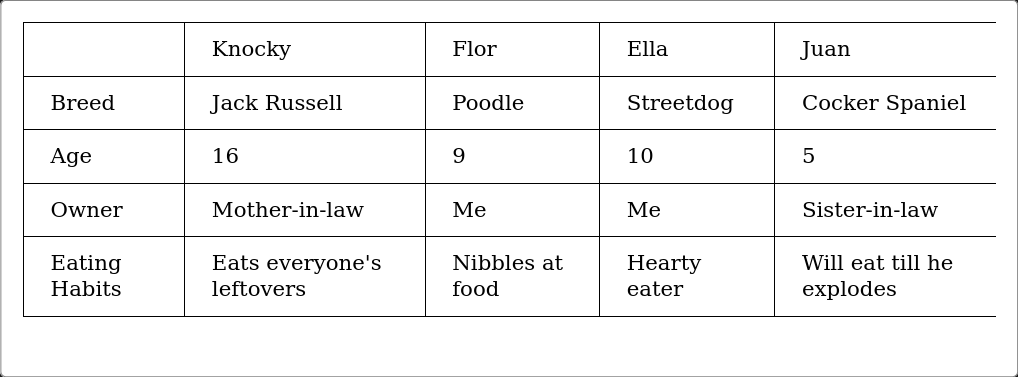 Knocky Flor Ella Juan
Breed Jack Russell Poodle Streetdog Cocker Spaniel
Age 16 9 10 5
Owner Mother-in-law Me Me Sister-in-law
Eating Eats everyone's Nibbles at Hearty Will eat till he
Habits leftovers food eater explodes